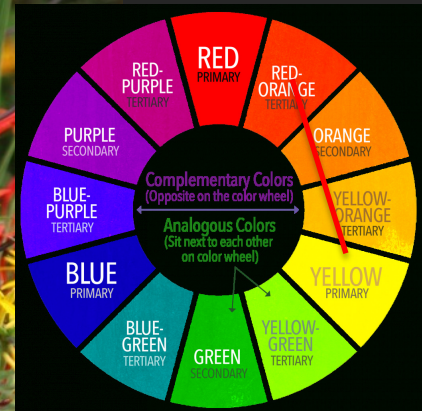 RED
PRIMARY
RED-
ORANGE
TERTIARY
ORANGE
SECONDARY
YELLOW-
ORANGE
TERTIARY
YELLOW
PRIMARY
YELLOW-
GREEN
TERTIARY
GREEN
SECONDARY
BLUE-
GREEN
TERTIARY
BLUE
PRIMARY
BLUE-
PURPLE
TERTIARY
PURPLE
SECONDARY
RED-
PURPLE
TERTIARY
Complementary Colors
(Opposite on the color wheel)
Analogous Colors
(Sit next to each other
on color wheel)